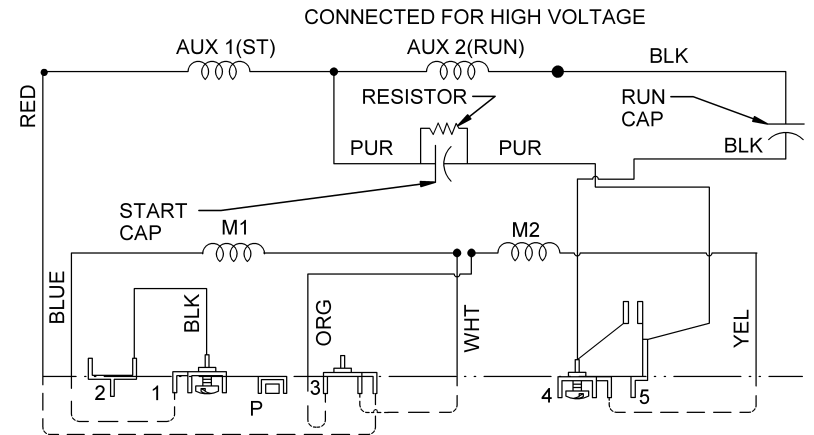 CONNECTED FOR HIGH VOLTAGE
AUX 1(ST)
AUX 2(RUN)
BLK
RED
RESISTOR
RUN
CAP
PUR
PUR
BLK
START
CAP
M1
M2
BLUE
BLK
ORG
WHT
YEL
2
1
P
3
4
5